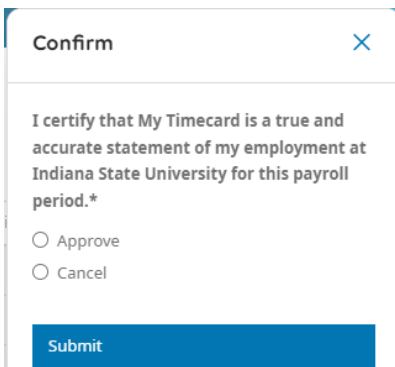 Confirm
I certify that My Timecard is a true and
accurate statement of my employment at
Indiana State University for this payroll
period.*
Approve
Cancel
Submit